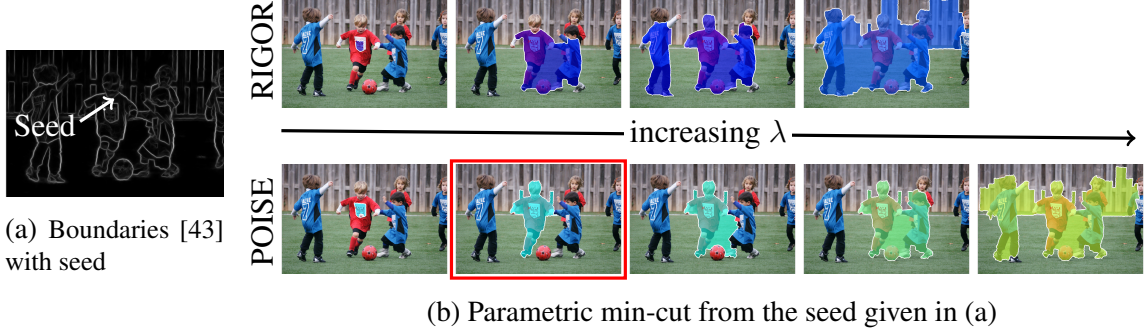 RIGOR
Seed
increasing λ
POISE
(a) Boundaries [43]
with seed
(b) Parametric min-cut from the seed given in (a)